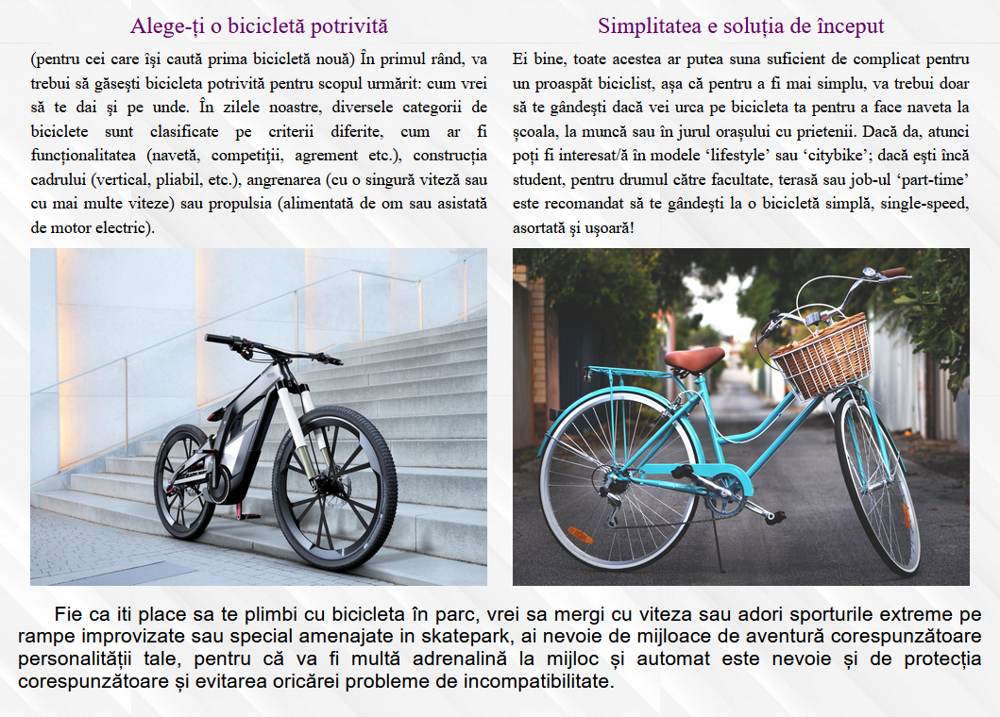 Alege-ți o bicicletă potrivită
(pentru cei care îşi caută prima bicicletă nouă) În primul rând, va
trebui să găsești bicicleta potrivită pentru scopul urmărit: cum vrei
să te dai şi pe unde. În zilele noastre, diversele categorii de
biciclete sunt clasificate pe criterii diferite, cum ar fi
funcționalitatea (navetă, competiţii, agrement etc.), construcția
cadrului (vertical, pliabil, etc.), angrenarea (cu o singură viteză sau
cu mai multe viteze) sau propulsia (alimentată de om sau asistată
de motor electric).
Simplitatea e soluția de început
Ei bine, toate acestea ar putea suna suficient de complicat pentru
un proaspăt biciclist, așa că pentru a fi mai simplu, va trebui doar
să te gândeşti dacă vei urca pe bicicleta ta pentru a face naveta la
școala, la muncă sau în jurul orașului cu prietenii. Dacă da, atunci
poți fi interesat/ă în modele ‘lifestyle’ sau ‘citybike’; dacă eşti încă
student, pentru drumul către facultate, terasă sau job-ul ‘part-time’
este recomandat să te gândeşti la o bicicletă simplă, single-speed,
asortată şi uşoară!
Fie ca iti place sa te plimbi cu bicicleta în parc, vrei sa mergi cu viteza sau adori sporturile extreme pe
rampe improvizate sau special amenajate in skatepark, ai nevoie de mijloace de aventură corespunzătoare
personalității tale, pentru că va fi multă adrenalină la mijloc și automat este nevoie și de protecția
corespunzătoare și evitarea oricărei probleme de incompatibilitate.